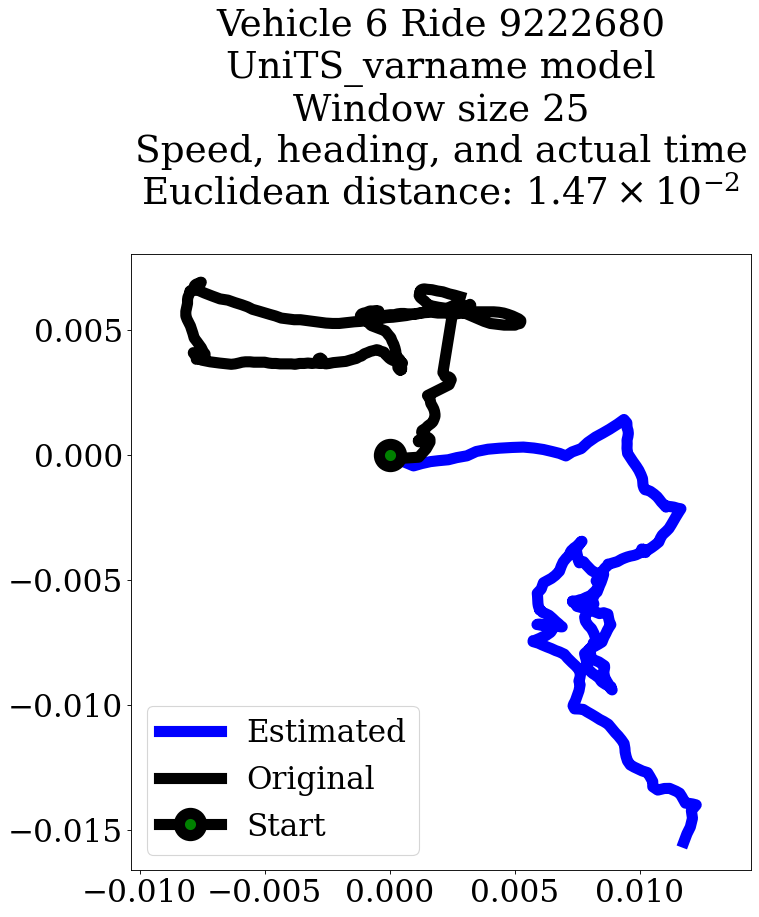 Vehicle 6 Ride 9222680
UniTS_varname model
Window size 25
Speed, heading, and actual time
Euclidean distance: 1.47 × 10⁻²
0.005
0.000
−0.005
−0.010
−0.015
Estimated
Original
Start
−0.010 −0.005 0.000 0.005 0.010